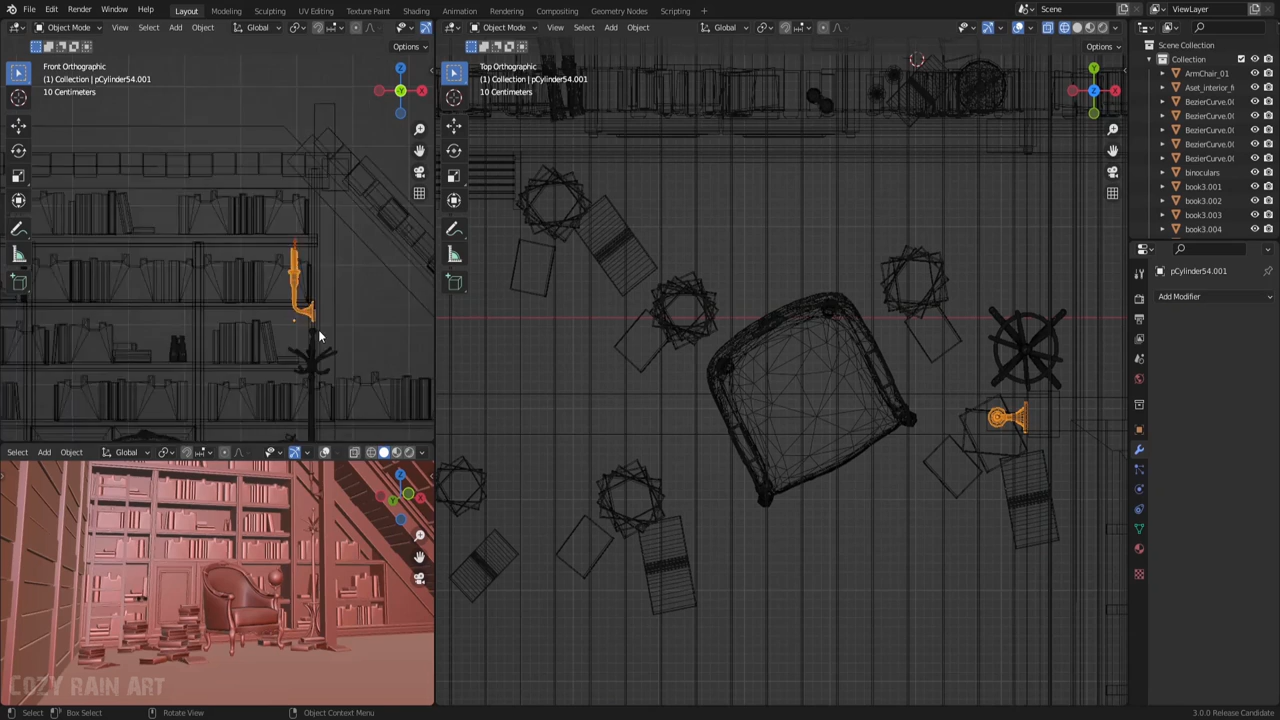 File Edit Render Window Help Layout Modeling Sculpting UV Editing Texture Paint Shading Animation Rendering Compositing Geometry Nodes Scripting Scene ViewLayer
Object Mode View Select Add Object Global
Options
Front Orthographic
(1) Collection | pCylinder54.001
10 Centimeters
Object Mode View Select Add Object Global
Options
Top Orthographic
(1) Collection | pCylinder54.001
10 Centimeters
Scene Collection
Collection
ArmChair_01
Aset_interior_f
BezierCurve.0
BezierCurve.0
BezierCurve.0
BezierCurve.0
BezierCurve.0
binoculars
book3.001
book3.002
book3.003
book3.004
pCylinder54.001
Add Modifier
Select Add Object Global
COZY RAIN ART
Select Box Select Rotate View Object Context Menu 3.0.0 Release Candidate